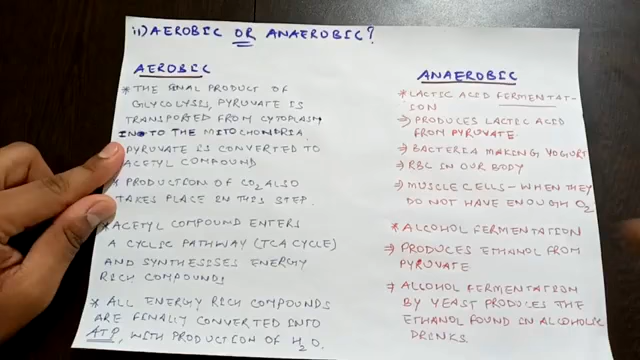 ii) AEROBIC OR ANAEROBIC?
AEROBIC
* THE FINAL PRODUCT OF
GLYCOLYSIS, PYRUVATE IS
TRANSPORTED FROM CYTOPLASM
INTO THE MITOCHONDRIA.
PYRUVATE IS CONVERTED TO
ACETYL COMPOUND
* PRODUCTION OF CO2 ALSO
TAKES PLACE IN THIS STEP.
* ACETYL COMPOUND ENTERS
A CYCLIC PATHWAY (TCA CYCLE)
AND SYNTHESISES ENERGY
RICH COMPOUNDS
* ALL ENERGY RICH COMPOUNDS
ARE FINALLY CONVERTED INTO
ATP, WITH PRODUCTION OF H2O.
ANAEROBIC
* LACTIC ACID FERMENTAT-
ION
→ PRODUCES LACTIC ACID
FROM PYRUVATE
→ BACTERIA MAKING YOGURT
→ RBC IN OUR BODY
→ MUSCLE CELLS - WHEN THEY
DO NOT HAVE ENOUGH O2
* ALCOHOL FERMENTATION
→ PRODUCES ETHANOL FROM
PYRUVATE
→ ALCOHOL FERMENTATION
BY YEAST PRODUCES THE
ETHANOL FOUND IN ALCOHOLIC
DRINKS